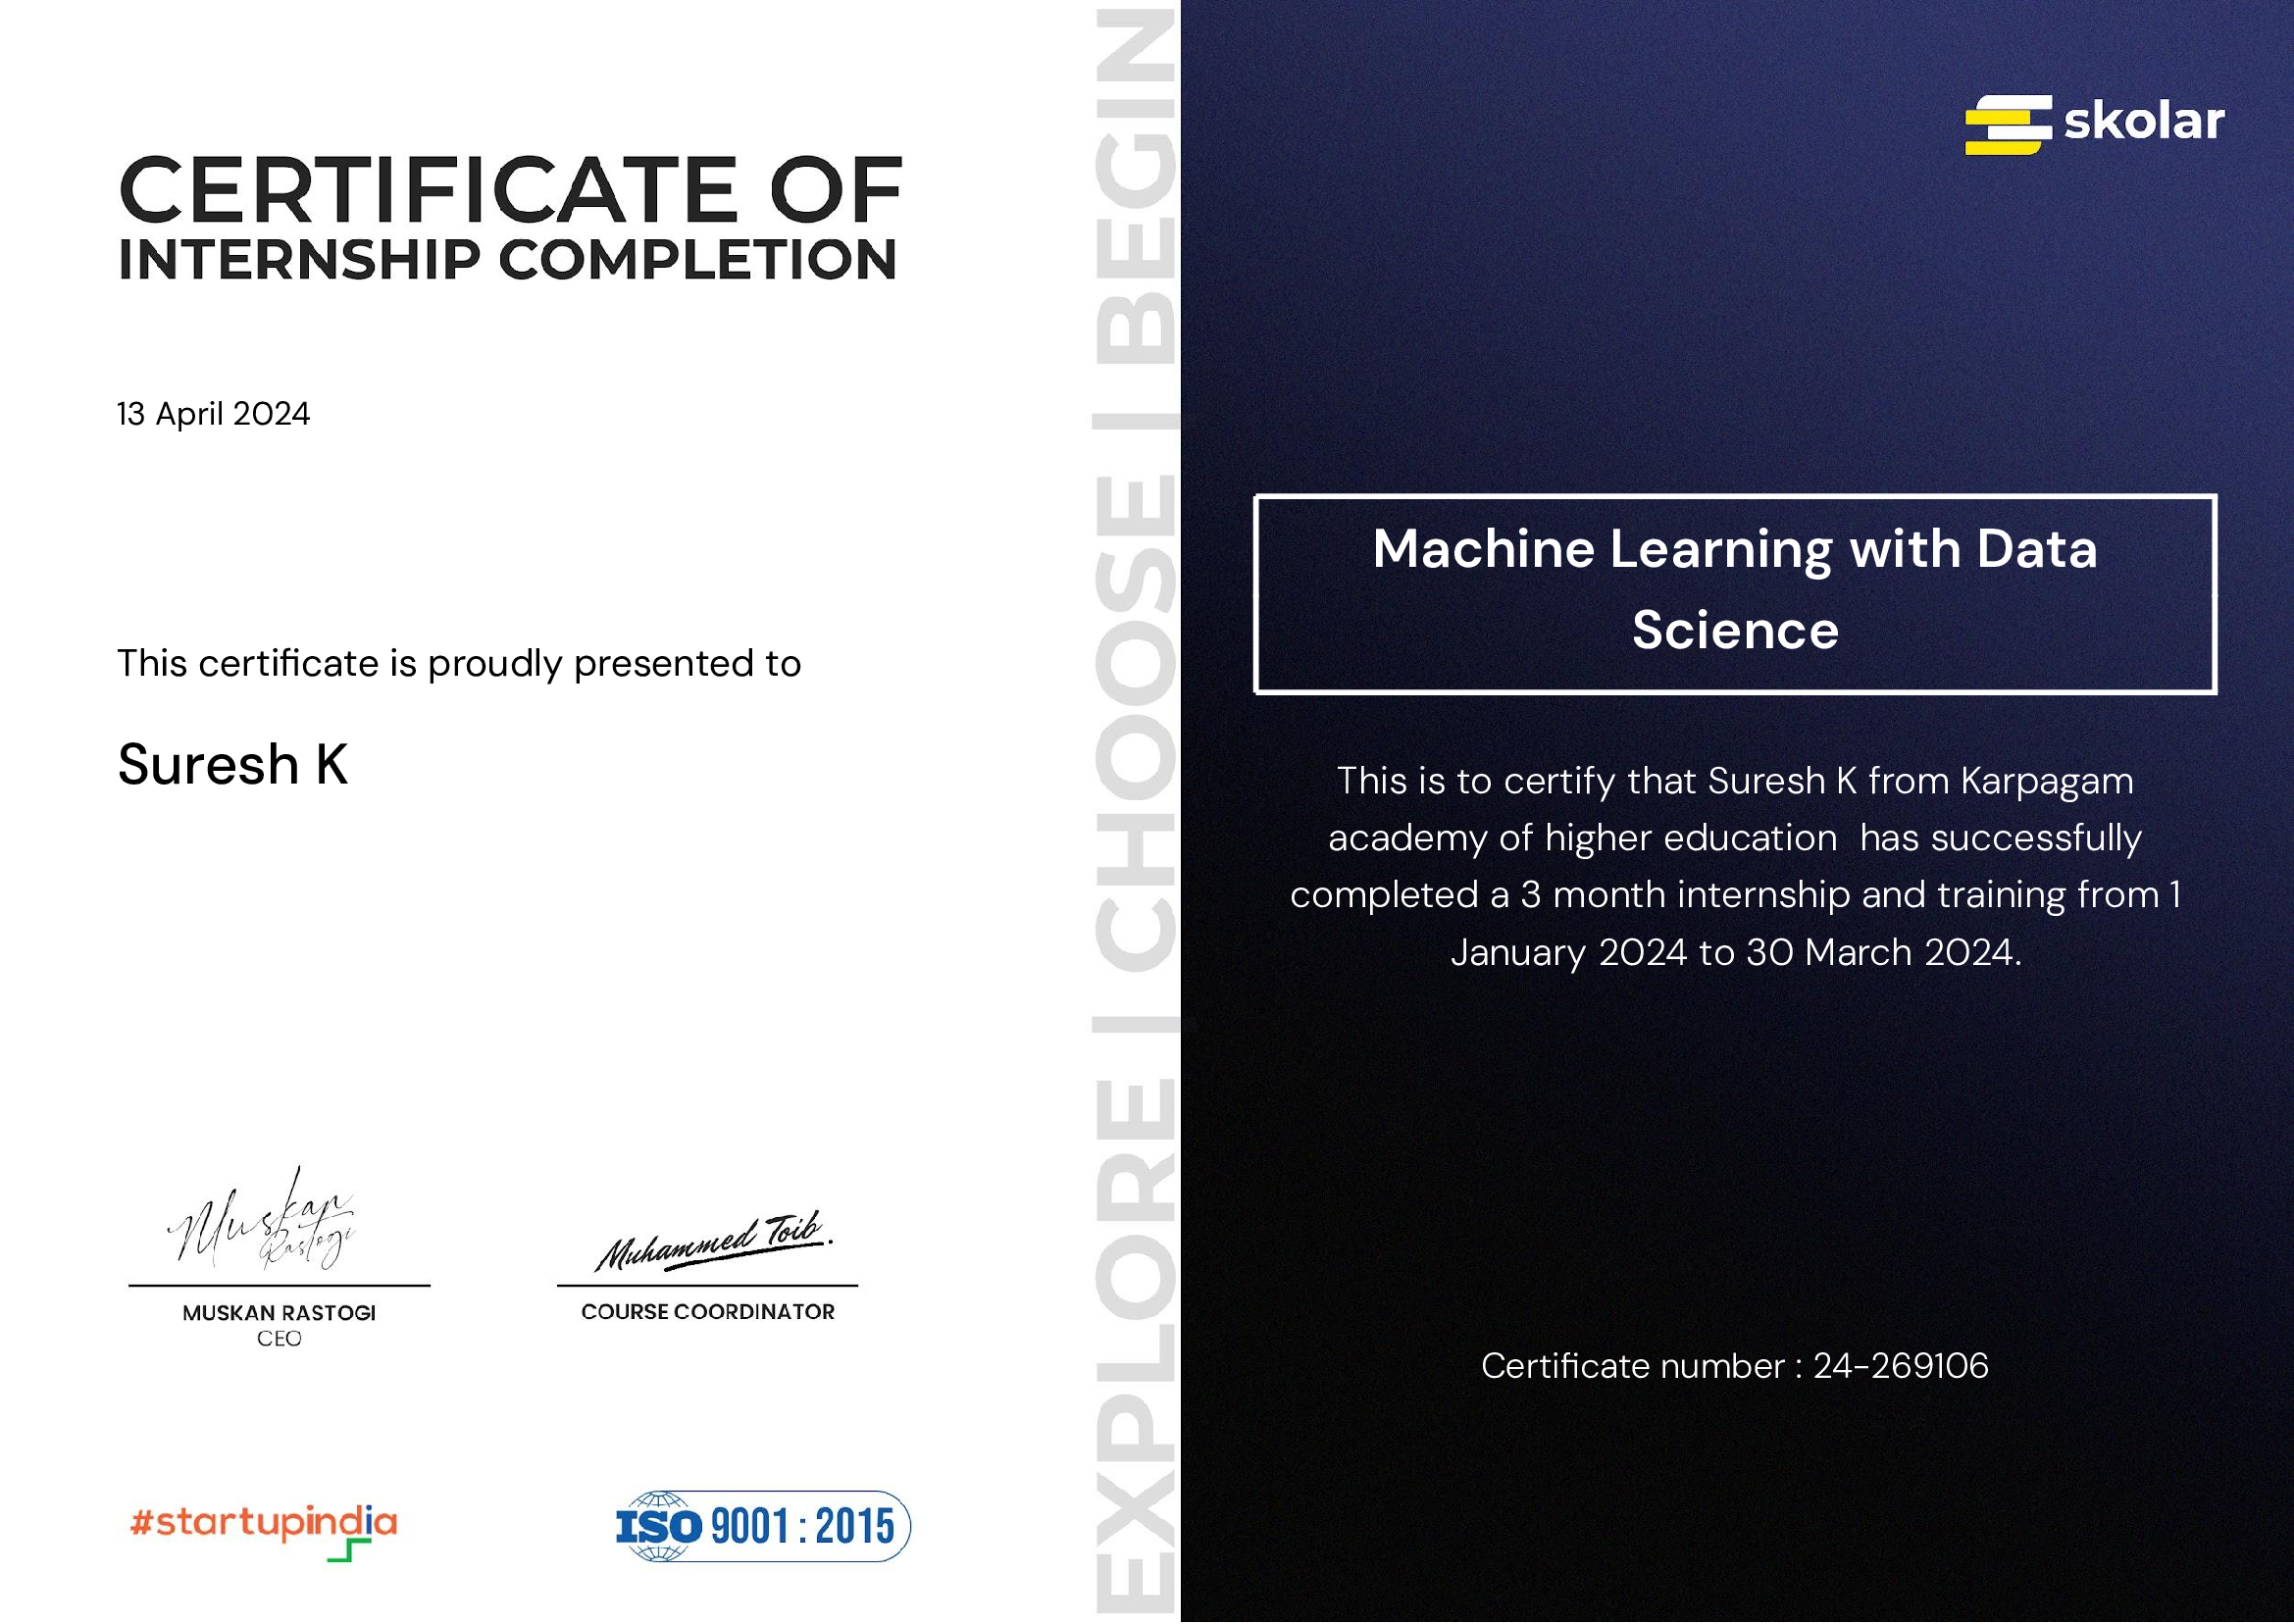 CERTIFICATE OF
INTERNSHIP COMPLETION
13 April 2024
This certificate is proudly presented to
Suresh K
Muskan
Rastogi
MUSKAN RASTOGI
CEO
Muhammed Toib.
COURSE COORDINATOR
#startupindia
ISO 9001 : 2015
EXPLORE | CHOOSE | BEGIN
skolar
Machine Learning with Data
Science
This is to certify that Suresh K from Karpagam
academy of higher education  has successfully
completed a 3 month internship and training from 1
January 2024 to 30 March 2024.
Certificate number : 24-269106